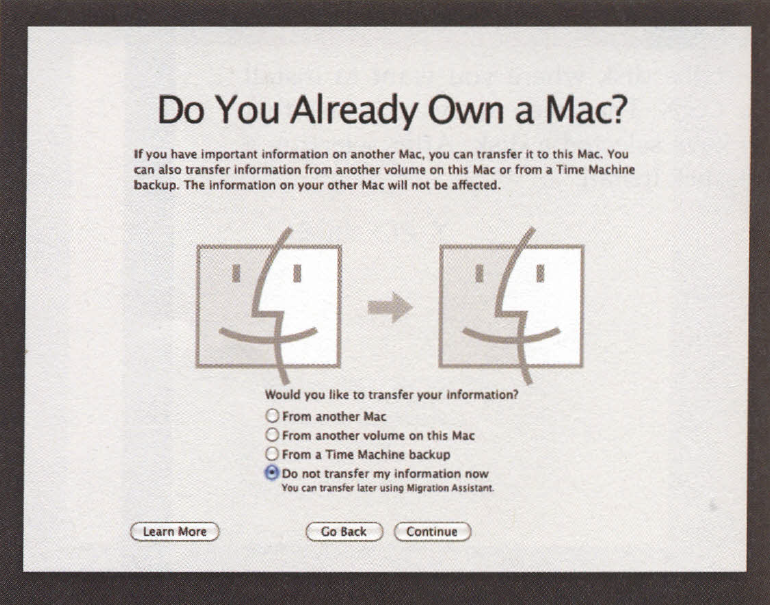 Do You Already Own a Mac?
If you have important information on another Mac, you can transfer it to this Mac. You
can also transfer information from another volume on this Mac or from a Time Machine
backup. The information on your other Mac will not be affected.
Would you like to transfer your information?
From another Mac
From another volume on this Mac
From a Time Machine backup
Do not transfer my information now
You can transfer later using Migration Assistant.
Learn More
Go Back
Continue